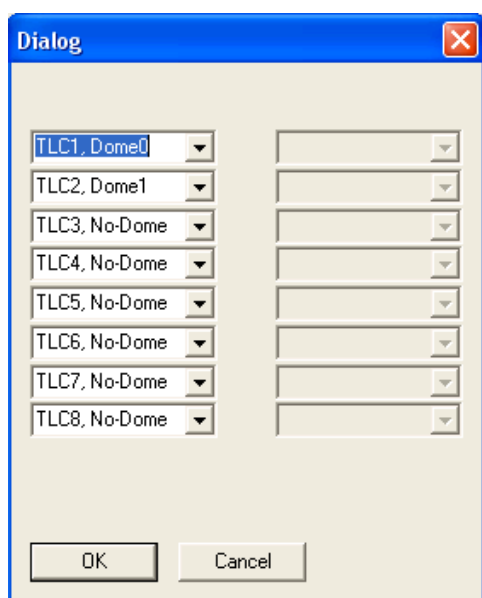 Dialog
TLC1, Dome0
TLC2, Dome1
TLC3, No-Dome
TLC4, No-Dome
TLC5, No-Dome
TLC6, No-Dome
TLC7, No-Dome
TLC8, No-Dome
OK Cancel